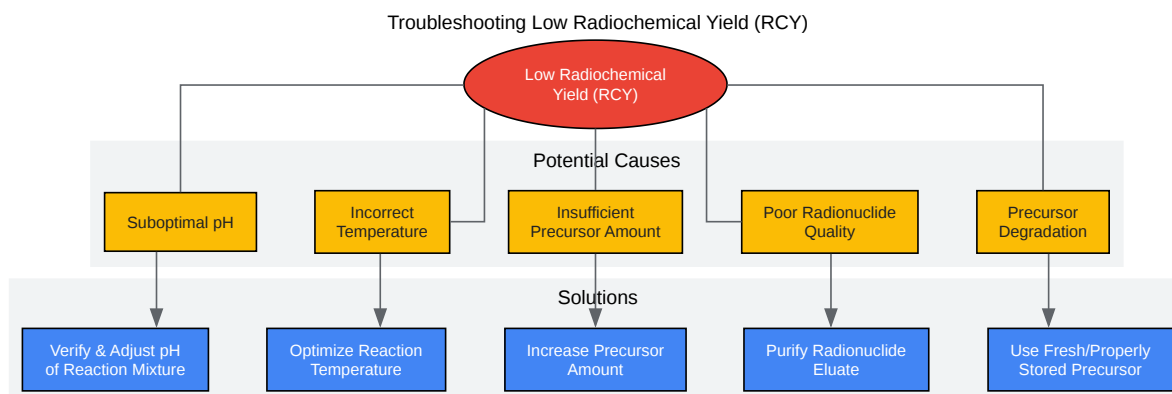 Troubleshooting Low Radiochemical Yield (RCY)
Low Radiochemical
Yield (RCY)
Potential Causes
Suboptimal pH
Incorrect
Temperature
Insufficient
Precursor Amount
Poor Radionuclide
Quality
Precursor
Degradation
Solutions
Verify & Adjust pH
of Reaction Mixture
Optimize Reaction
Temperature
Increase Precursor
Amount
Purify Radionuclide
Eluate
Use Fresh/Properly
Stored Precursor